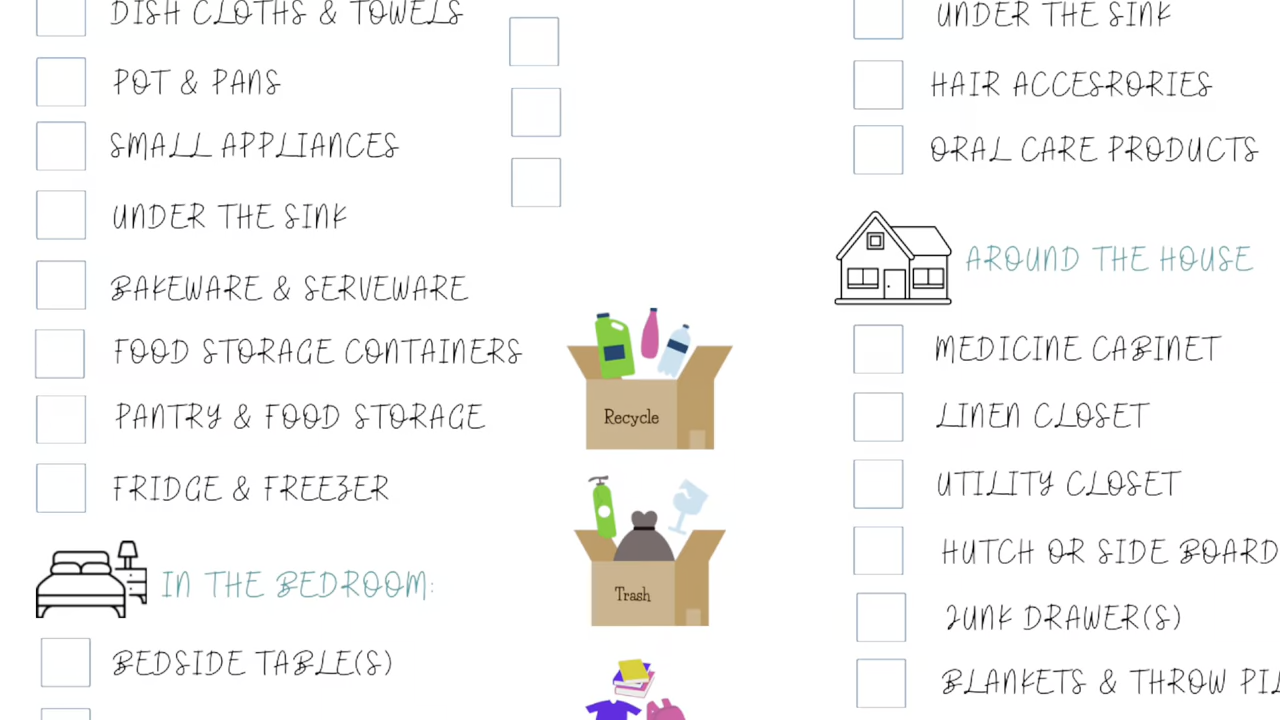 DISH CLOTHS & TOWELS
POT & PANS
SMALL APPLIANCES
UNDER THE SINK
BAKEWARE & SERVEWARE
FOOD STORAGE CONTAINERS
PANTRY & FOOD STORAGE
FRIDGE & FREEZER
IN THE BEDROOM:
BEDSIDE TABLE(S)
Recycle
Trash
UNDER THE SINK
HAIR ACCESRORIES
ORAL CARE PRODUCTS
AROUND THE HOUSE
MEDICINE CABINET
LINEN CLOSET
UTILITY CLOSET
HUTCH OR SIDE BOARD
JUNK DRAWER(S)
BLANKETS & THROW